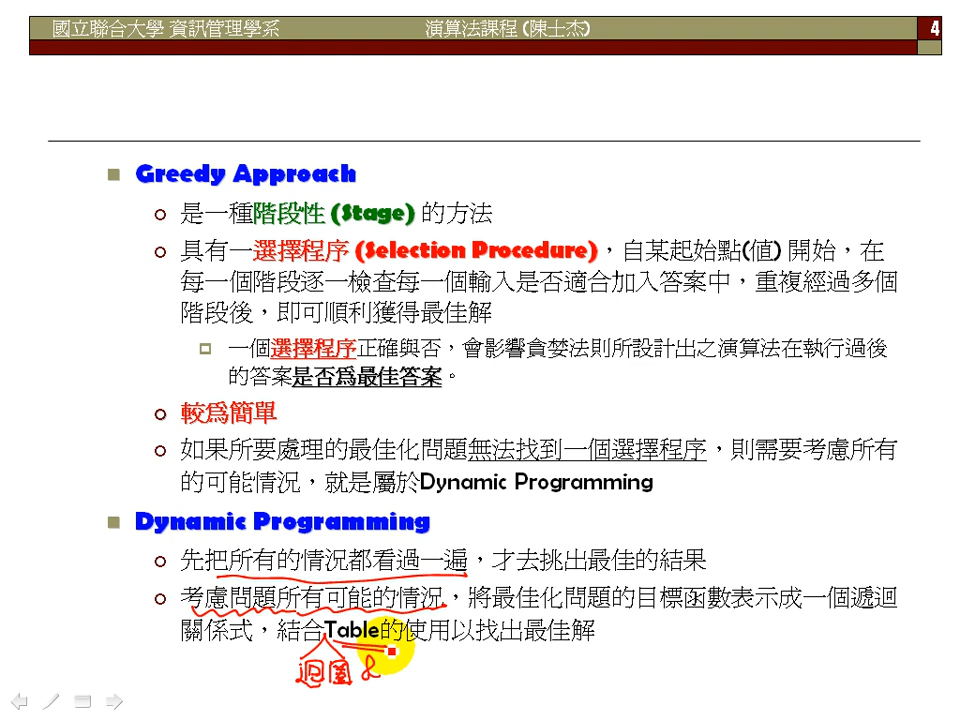 國立聯合大學 資訊管理學系 演算法課程 (陳士杰) 4
Greedy Approach
是一種階段性 (Stage) 的方法
具有一選擇程序 (Selection Procedure)，自某起始點(值) 開始，在
每一個階段逐一檢查每一個輸入是否適合加入答案中，重複經過多個
階段後，即可順利獲得最佳解
一個選擇程序正確與否，會影響貪婪法則所設計出之演算法在執行過後
的答案是否為最佳答案。
較為簡單
如果所要處理的最佳化問題無法找到一個選擇程序，則需要考慮所有
的可能情況，就是屬於Dynamic Programming
Dynamic Programming
先把所有的情況都看過一遍，才去挑出最佳的結果
考慮問題所有可能的情況，將最佳化問題的目標函數表示成一個遞迴
關係式，結合Table的使用以找出最佳解
迴圈 &